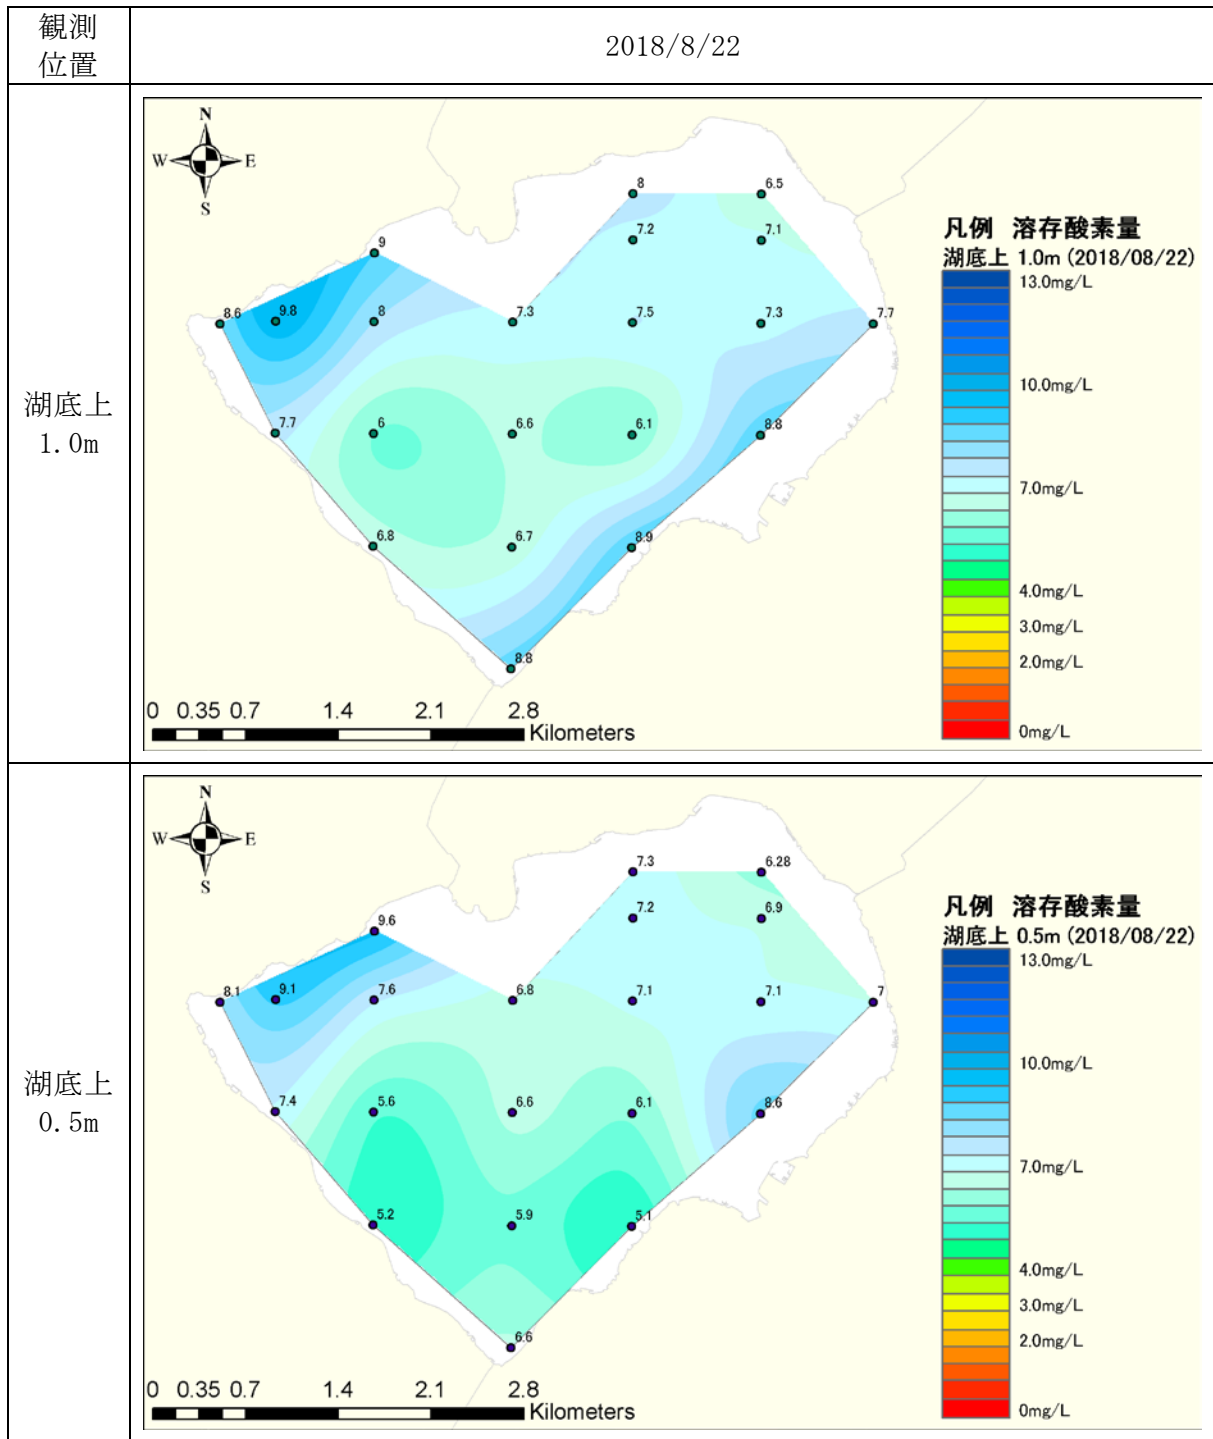 観測
位置
2018/8/22
湖底上
1.0m
N
W
E
S
8
6.5
7.2
7.1
9
8.6
9.8
8
7.3
7.5
7.3
7.7
7.7
6
6.6
6.1
8.8
6.8
6.7
8.9
8.8
凡例 溶存酸素量
湖底上 1.0m (2018/08/22)
13.0mg/L
10.0mg/L
7.0mg/L
4.0mg/L
3.0mg/L
2.0mg/L
0mg/L
0 0.35 0.7 1.4 2.1 2.8
Kilometers
湖底上
0.5m
N
W
E
S
7.3
6.28
7.2
6.9
9.6
8.1
9.1
7.6
6.8
7.1
7.1
7
7.4
5.6
6.6
6.1
8.6
5.2
5.9
5.1
6.6
凡例 溶存酸素量
湖底上 0.5m (2018/08/22)
13.0mg/L
10.0mg/L
7.0mg/L
4.0mg/L
3.0mg/L
2.0mg/L
0mg/L
0 0.35 0.7 1.4 2.1 2.8
Kilometers